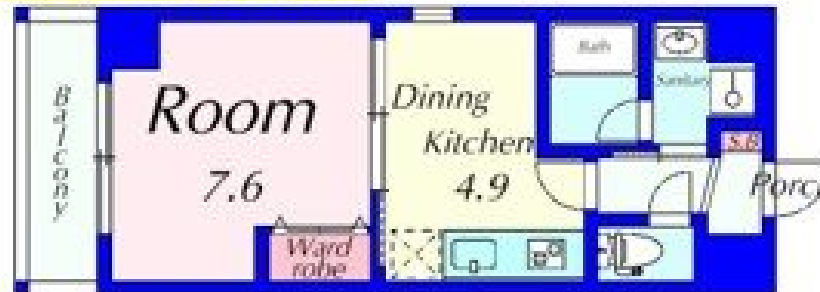 Balcony
Room
7.6
Ward
robe
Dining
Kitchen
4.9
Bath
Sanitary
S.B
Porc